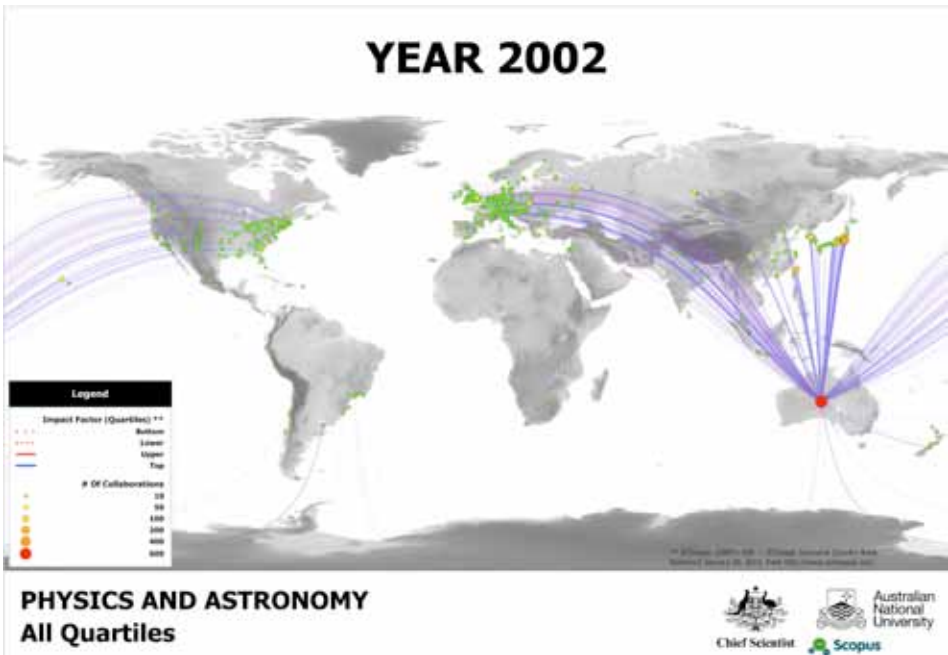 YEAR 2002
Legend
Impact Factor (Quartiles) **
Bottom
Lower
Upper
Top
# Of Collaborations
10
50
100
200
400
600
PHYSICS AND ASTRONOMY
All Quartiles
Chief Scientist
Australian
National
University
Scopus